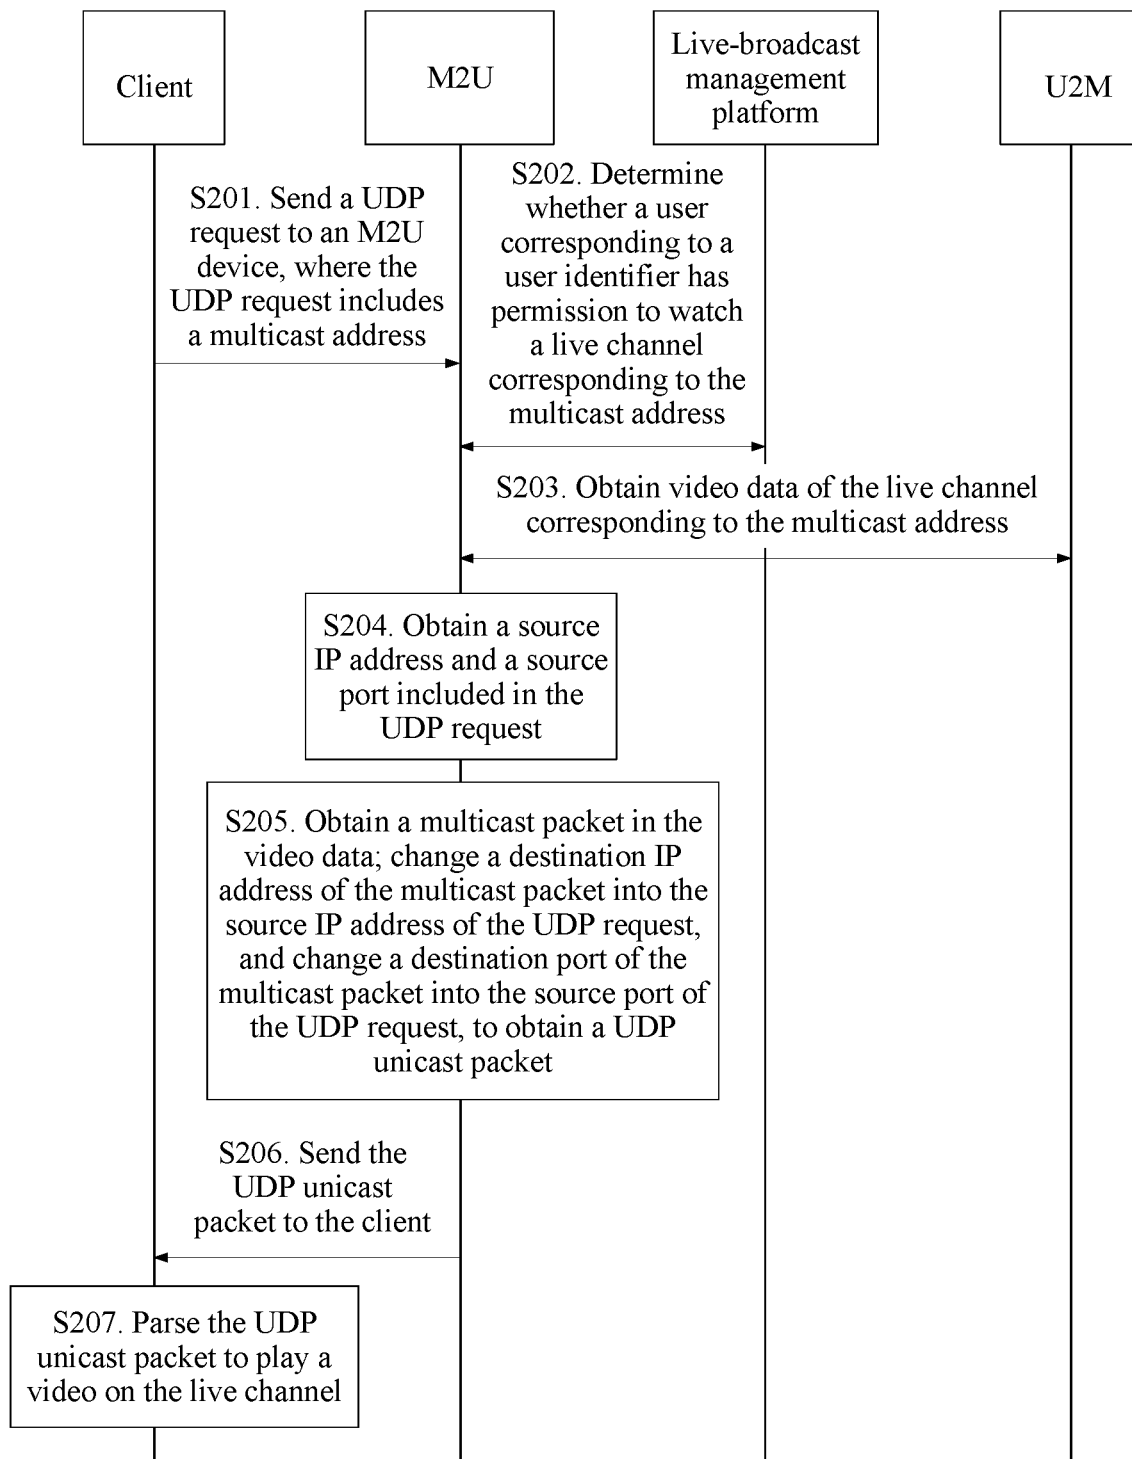 Client
M2U
Live-broadcast
management
platform
U2M
S201. Send a UDP
request to an M2U
device, where the
UDP request includes
a multicast address
S202. Determine
whether a user
corresponding to a
user identifier has
permission to watch
a live channel
corresponding to the
multicast address
S203. Obtain video data of the live channel
corresponding to the multicast address
S204. Obtain a source
IP address and a source
port included in the
UDP request
S205. Obtain a multicast packet in the
video data; change a destination IP
address of the multicast packet into the
source IP address of the UDP request,
and change a destination port of the
multicast packet into the source port of
the UDP request, to obtain a UDP
unicast packet
S206. Send the
UDP unicast
packet to the client
S207. Parse the UDP
unicast packet to play a
video on the live channel